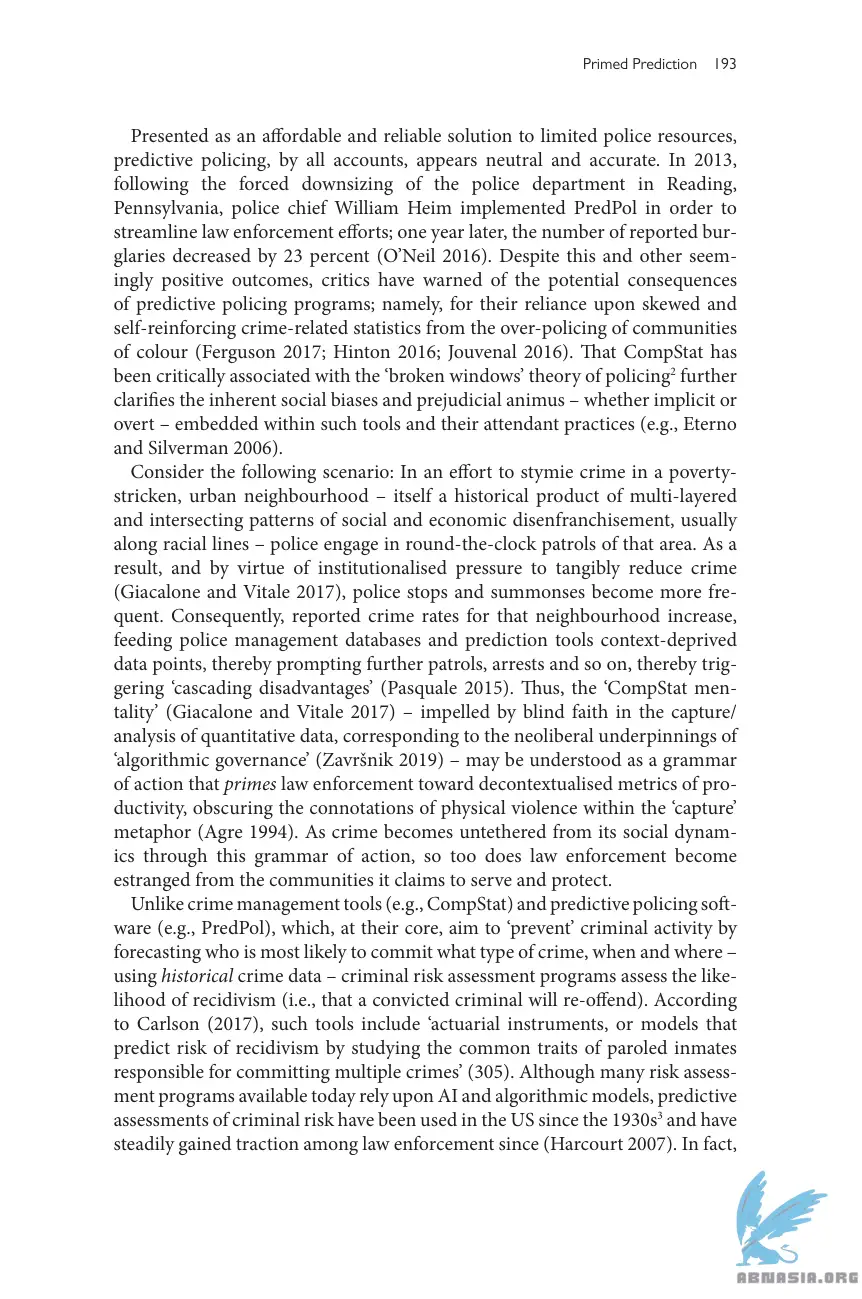 Primed Prediction 193
Presented as an affordable and reliable solution to limited police resources,
predictive policing, by all accounts, appears neutral and accurate. In 2013,
following the forced downsizing of the police department in Reading,
Pennsylvania, police chief William Heim implemented PredPol in order to
streamline law enforcement efforts; one year later, the number of reported bur-
glaries decreased by 23 percent (O’Neil 2016). Despite this and other seem-
ingly positive outcomes, critics have warned of the potential consequences
of predictive policing programs; namely, for their reliance upon skewed and
self-reinforcing crime-related statistics from the over-policing of communities
of colour (Ferguson 2017; Hinton 2016; Jouvenal 2016). That CompStat has
been critically associated with the ‘broken windows’ theory of policing² further
clarifies the inherent social biases and prejudicial animus – whether implicit or
overt – embedded within such tools and their attendant practices (e.g., Eterno
and Silverman 2006).
Consider the following scenario: In an effort to stymie crime in a poverty-
stricken, urban neighbourhood – itself a historical product of multi-layered
and intersecting patterns of social and economic disenfranchisement, usually
along racial lines – police engage in round-the-clock patrols of that area. As a
result, and by virtue of institutionalised pressure to tangibly reduce crime
(Giacalone and Vitale 2017), police stops and summonses become more fre-
quent. Consequently, reported crime rates for that neighbourhood increase,
feeding police management databases and prediction tools context-deprived
data points, thereby prompting further patrols, arrests and so on, thereby trig-
gering ‘cascading disadvantages’ (Pasquale 2015). Thus, the ‘CompStat men-
tality’ (Giacalone and Vitale 2017) – impelled by blind faith in the capture/
analysis of quantitative data, corresponding to the neoliberal underpinnings of
‘algorithmic governance’ (Završnik 2019) – may be understood as a grammar
of action that primes law enforcement toward decontextualised metrics of pro-
ductivity, obscuring the connotations of physical violence within the ‘capture’
metaphor (Agre 1994). As crime becomes untethered from its social dynam-
ics through this grammar of action, so too does law enforcement become
estranged from the communities it claims to serve and protect.
Unlike crime management tools (e.g., CompStat) and predictive policing soft-
ware (e.g., PredPol), which, at their core, aim to ‘prevent’ criminal activity by
forecasting who is most likely to commit what type of crime, when and where –
using historical crime data – criminal risk assessment programs assess the like-
lihood of recidivism (i.e., that a convicted criminal will re-offend). According
to Carlson (2017), such tools include ‘actuarial instruments, or models that
predict risk of recidivism by studying the common traits of paroled inmates
responsible for committing multiple crimes’ (305). Although many risk assess-
ment programs available today rely upon AI and algorithmic models, predictive
assessments of criminal risk have been used in the US since the 1930s³ and have
steadily gained traction among law enforcement since (Harcourt 2007). In fact,
ABNASIA.ORG